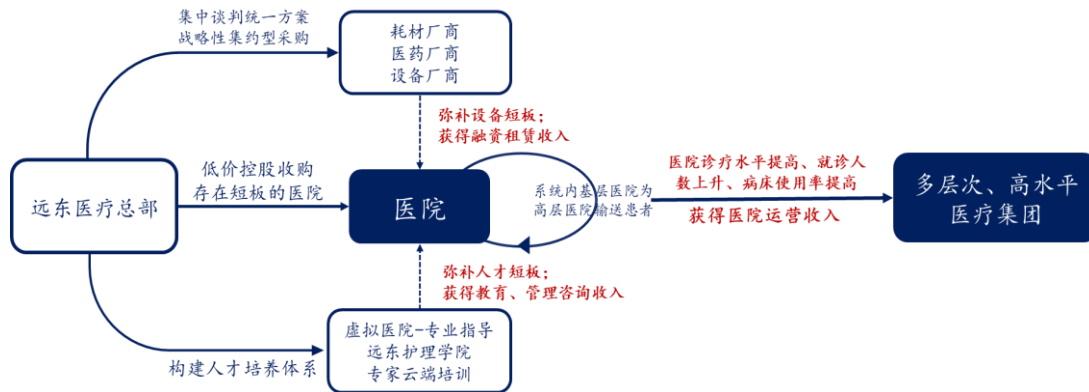 集中谈判统一方案
战略性集约型采购
耗材厂商
医药厂商
设备厂商
弥补设备短板；
获得融资租赁收入
远东医疗总部
低价控股收购
存在短板的医院
医院
系统内基层医院为
高层医院输送患者
医院诊疗水平提高、就诊人
数上升、病床使用率提高
获得医院运营收入
多层次、高水平
医疗集团
弥补人才短板；
获得教育、管理咨询收入
构建人才培养体系
虚拟医院-专业指导
远东护理学院
专家云端培训